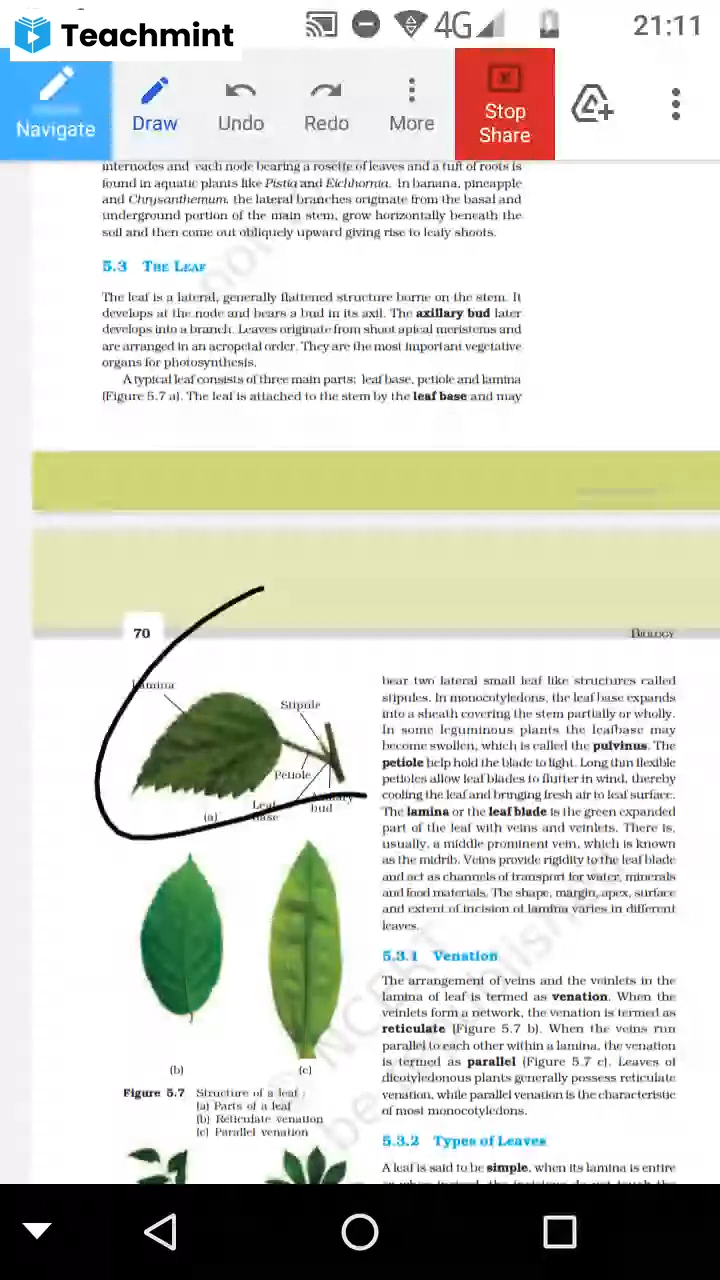 Teachmint
4G
21:11
Navigate
Draw
Undo
Redo
More
Stop
Share
internodes and each node bearing a rosette of leaves and a tuft of roots is
found in aquatic plants like Pistia and Eichhornia. In banana, pineapple
and Chrysanthemum, the lateral branches originate from the basal and
underground portion of the main stem, grow horizontally beneath the
soil and then come out obliquely upward giving rise to leafy shoots.
5.3 THE LEAF
The leaf is a lateral, generally flattened structure borne on the stem. It
develops at the node and bears a bud in its axil. The axillary bud later
develops into a branch. Leaves originate from shoot apical meristems and
are arranged in an acropetal order. They are the most important vegetative
organs for photosynthesis.
A typical leaf consists of three main parts: leaf base, petiole and lamina
(Figure 5.7 a). The leaf is attached to the stem by the leaf base and may
70
BIOLOGY
Lamina
Stipule
Petiole
Axillary
bud
Leaf
base
(a)
(b)
(c)
Figure 5.7 Structure of a leaf :
(a) Parts of a leaf
(b) Reticulate venation
(c) Parallel venation
bear two lateral small leaf like structures called
stipules. In monocotyledons, the leaf base expands
into a sheath covering the stem partially or wholly.
In some leguminous plants the leafbase may
become swollen, which is called the pulvinus. The
petiole help hold the blade to light. Long thin flexible
petioles allow leaf blades to flutter in wind, thereby
cooling the leaf and bringing fresh air to leaf surface.
The lamina or the leaf blade is the green expanded
part of the leaf with veins and veinlets. There is,
usually, a middle prominent vein, which is known
as the midrib. Veins provide rigidity to the leaf blade
and act as channels of transport for water, minerals
and food materials. The shape, margin, apex, surface
and extent of incision of lamina varies in different
leaves.
5.3.1 Venation
The arrangement of veins and the veinlets in the
lamina of leaf is termed as venation. When the
veinlets form a network, the venation is termed as
reticulate (Figure 5.7 b). When the veins run
parallel to each other within a lamina, the venation
is termed as parallel (Figure 5.7 c). Leaves of
dicotyledonous plants generally possess reticulate
venation, while parallel venation is the characteristic
of most monocotyledons.
5.3.2 Types of Leaves
A leaf is said to be simple, when its lamina is entire